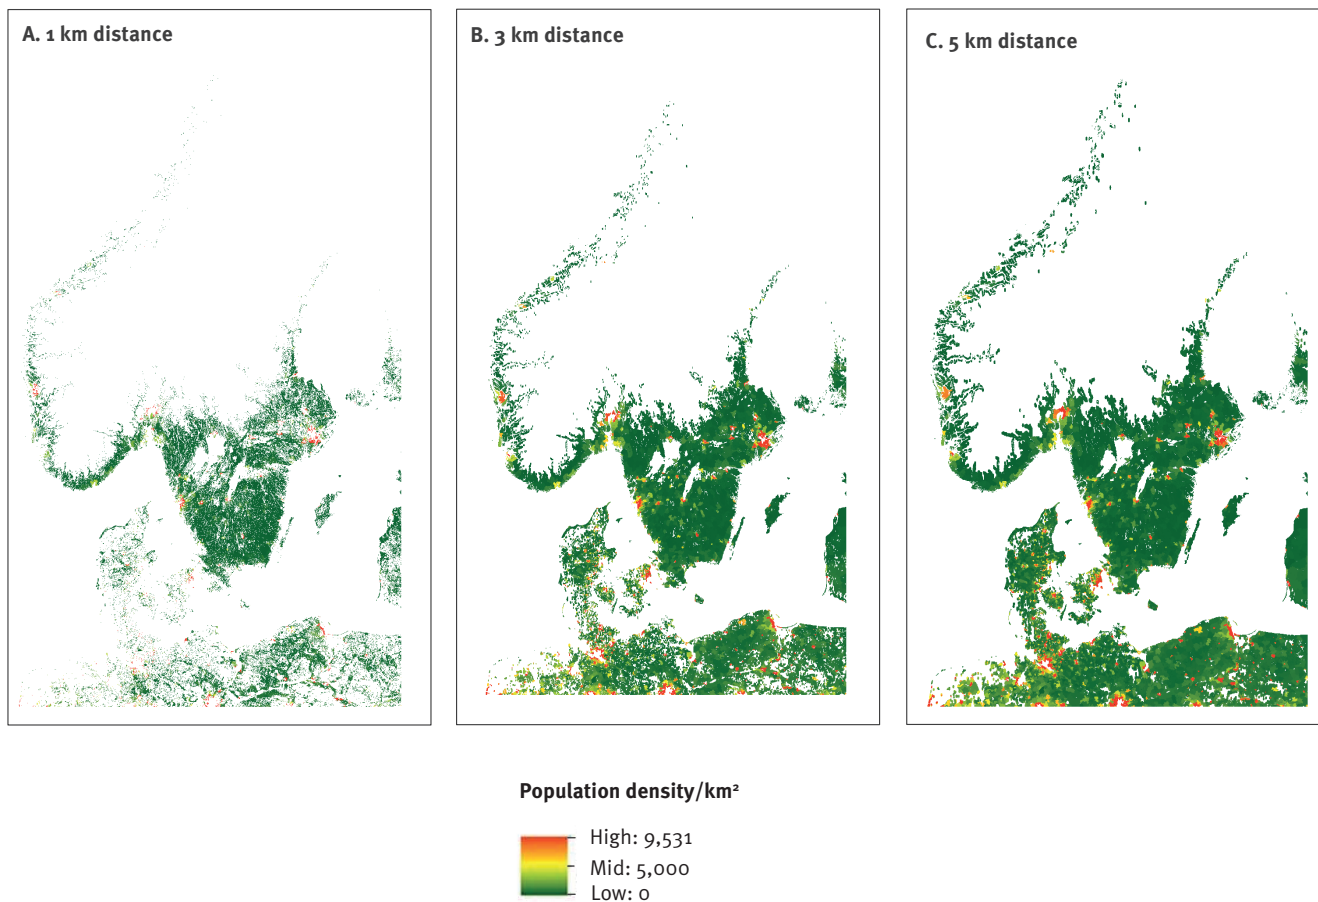 A. 1 km distance
B. 3 km distance
C. 5 km distance
Population density/km²
High: 9,531
Mid: 5,000
Low: 0